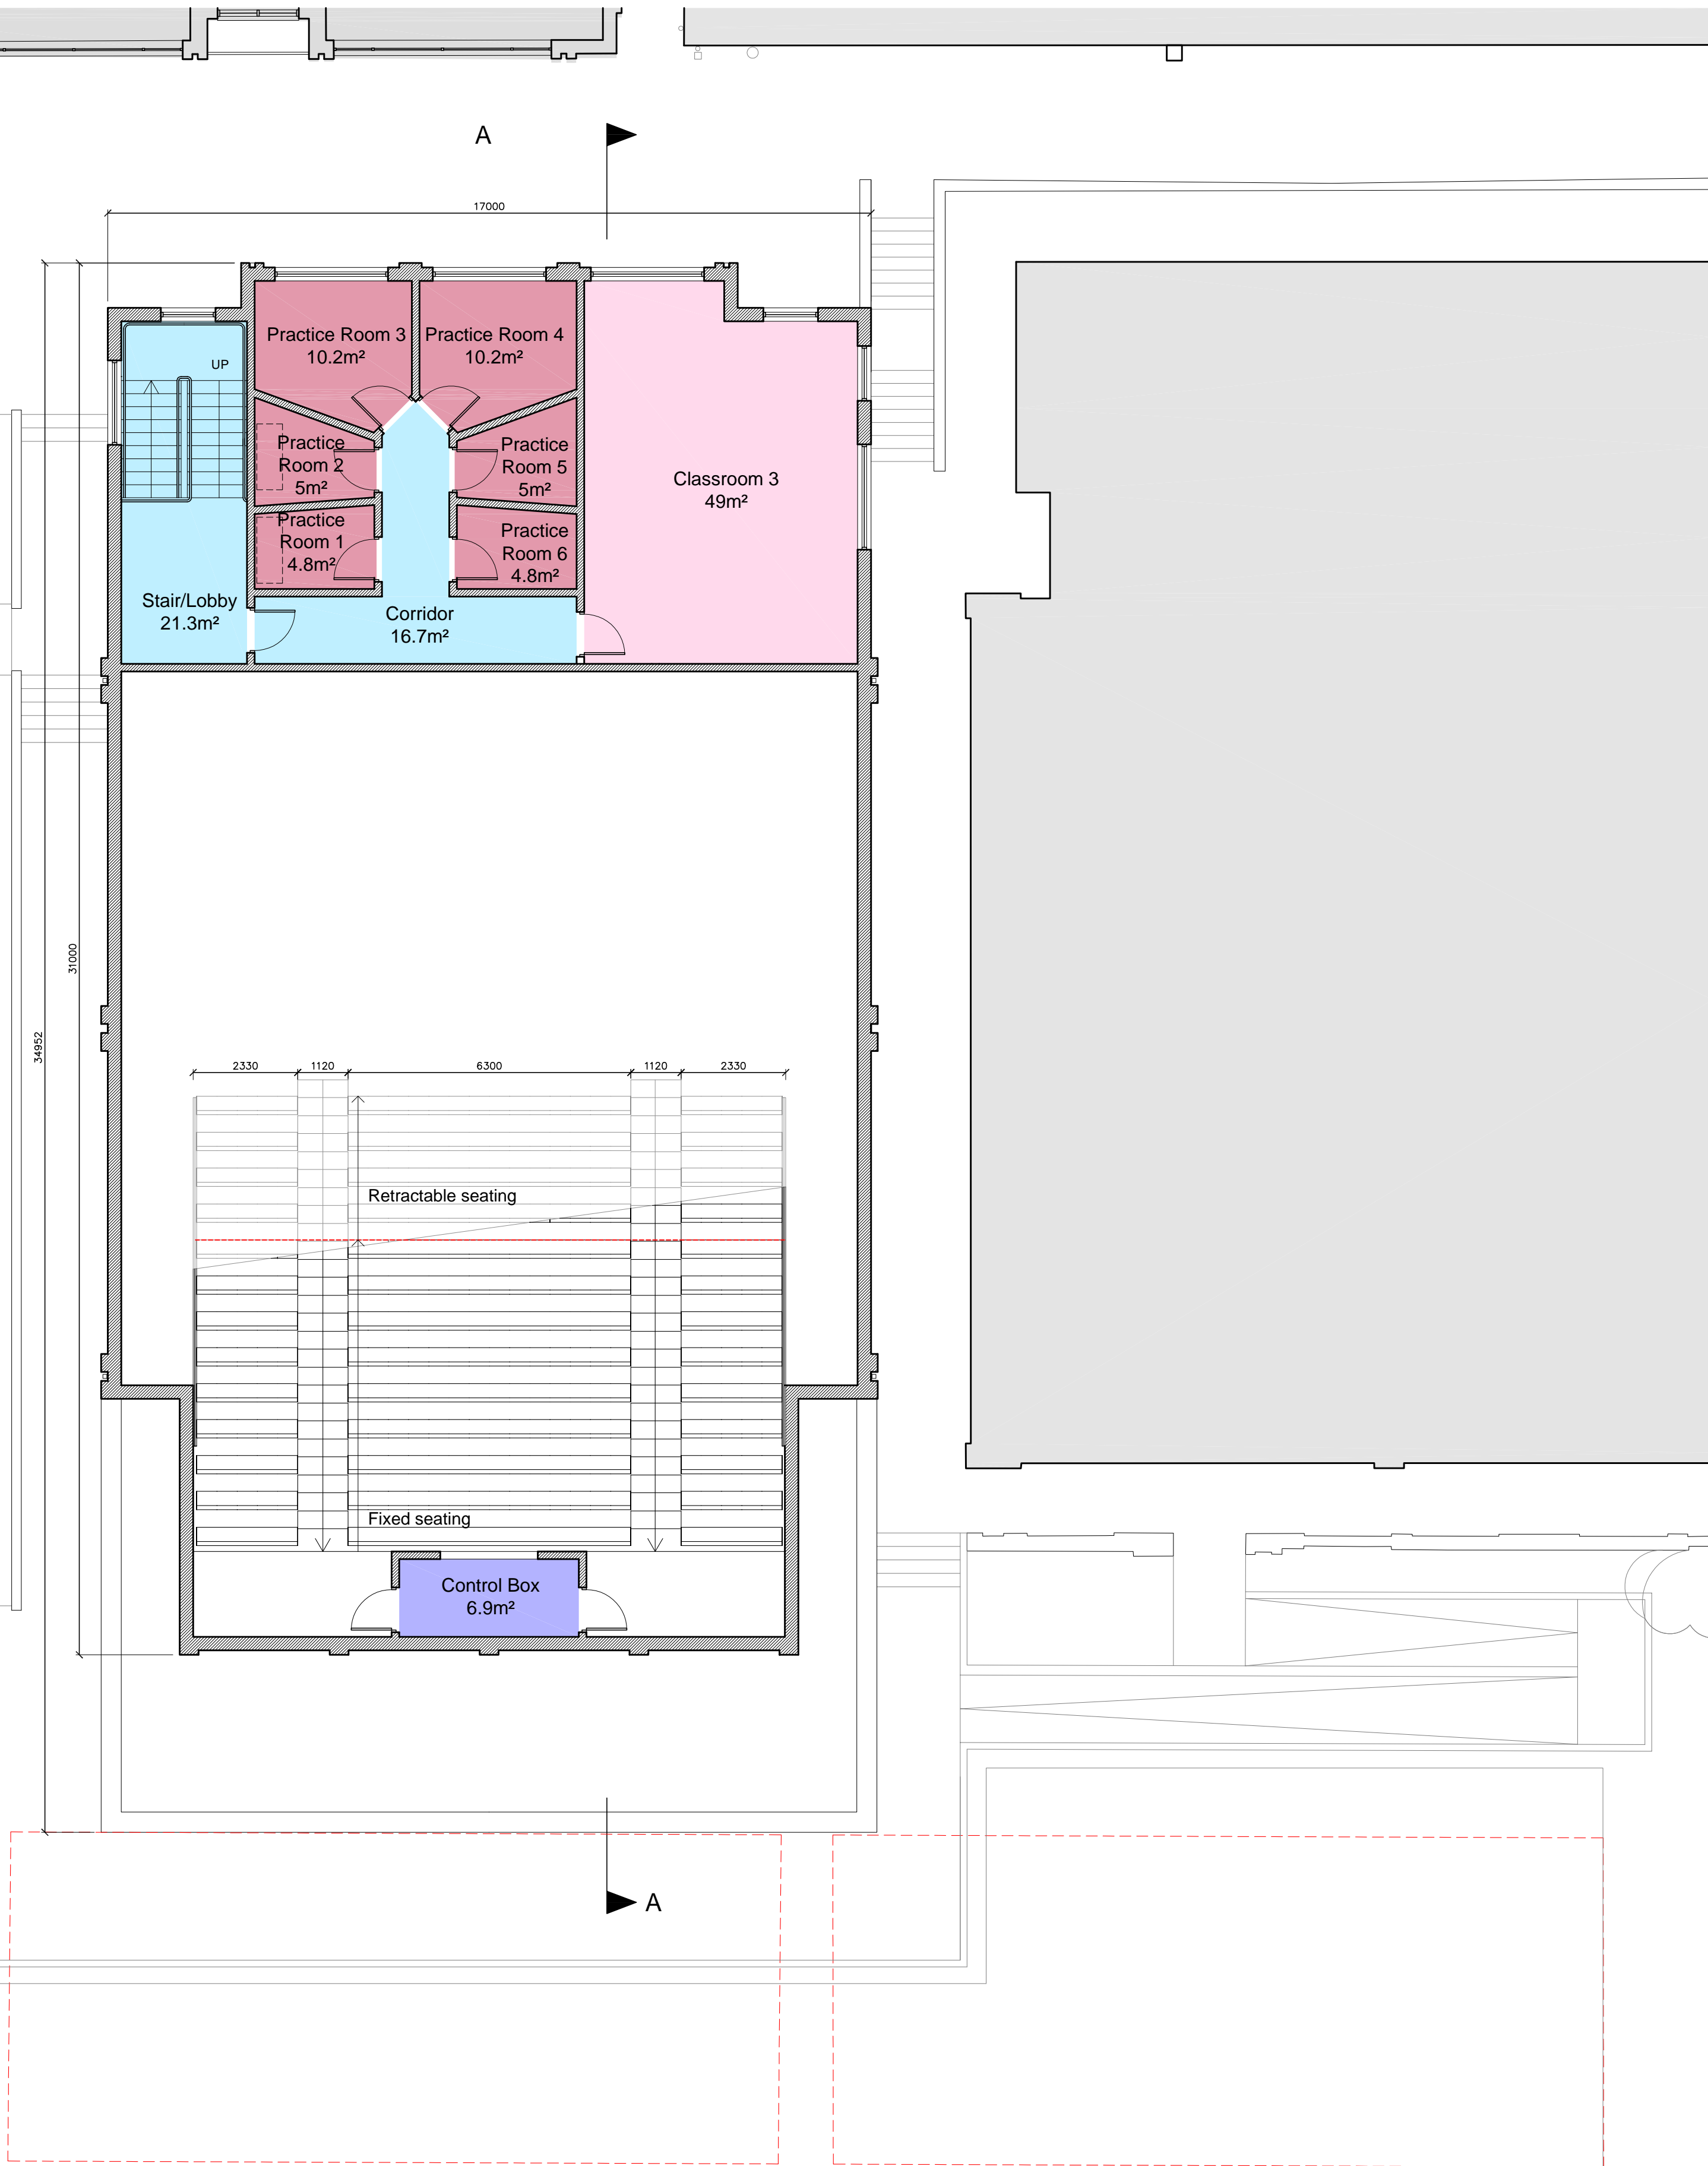 A
17000
Practice Room 3
10.2m²
Practice Room 4
10.2m²
UP
Practice
Room 2
5m²
Practice
Room 5
5m²
Classroom 3
49m²
Practice
Room 1
4.8m²
Practice
Room 6
4.8m²
Stair/Lobby
21.3m²
Corridor
16.7m²
31000
34952
2330
1120
6300
1120
2330
Retractable seating
Fixed seating
Control Box
6.9m²
A